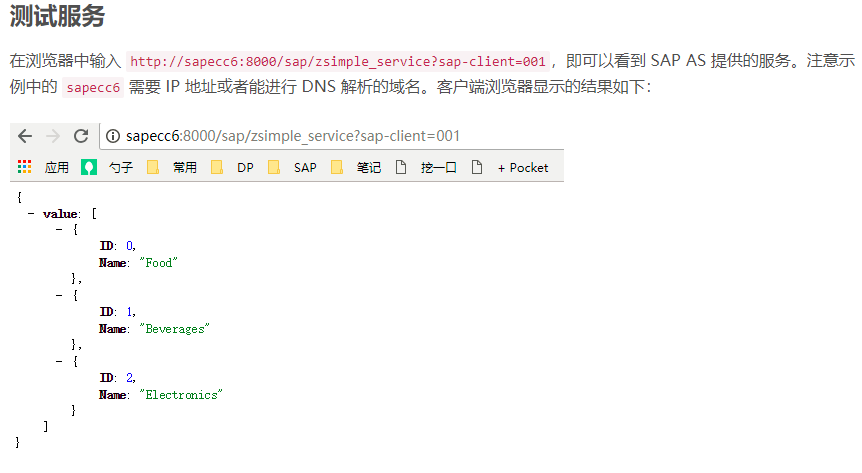 测试服务
在浏览器中输入 http://sapecc6:8000/sap/zsimple_service?sap-client=001，即可以看到 SAP AS 提供的服务。注意示
例中的 sapecc6 需要 IP 地址或者能进行 DNS 解析的域名。客户端浏览器显示的结果如下：
sapecc6:8000/sap/zsimple_service?sap-client=001
应用 勺子 常用 DP SAP 笔记 挖一口 + Pocket
{
- value: [
- {
ID: 0,
Name: "Food"
},
- {
ID: 1,
Name: "Beverages"
},
- {
ID: 2,
Name: "Electronics"
}
]
}